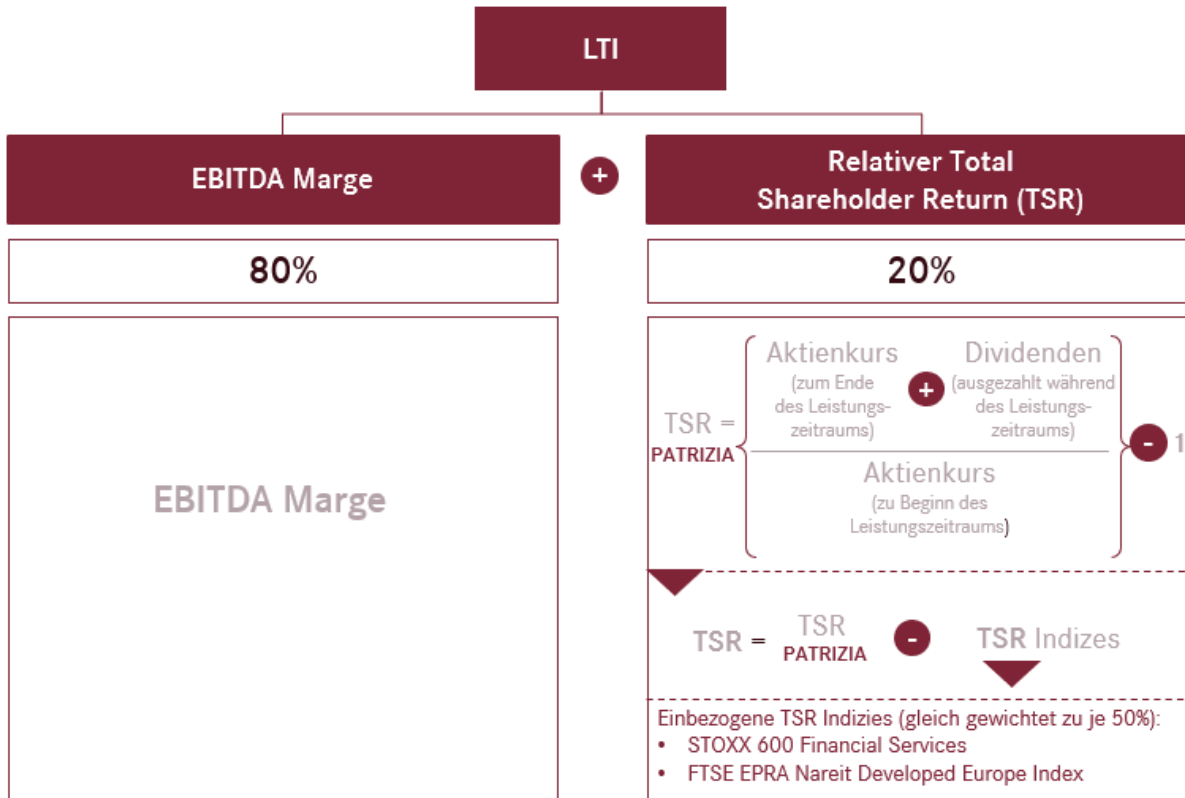 LTI
EBITDA Marge
+
Relativer Total
Shareholder Return (TSR)
80%
20%
EBITDA Marge
TSR =
PATRIZIA
Aktienkurs
(zum Ende
des Leistungs-
zeitraums)
+
Dividenden
(ausgezahlt während
des Leistungs-
zeitraums)
Aktienkurs
(zu Beginn des
Leistungszeitraums)
- 1
TSR = TSR
PATRIZIA
-
TSR Indizes
Einbezogene TSR Indizies (gleich gewichtet zu je 50%):
• STOXX 600 Financial Services
• FTSE EPRA Nareit Developed Europe Index